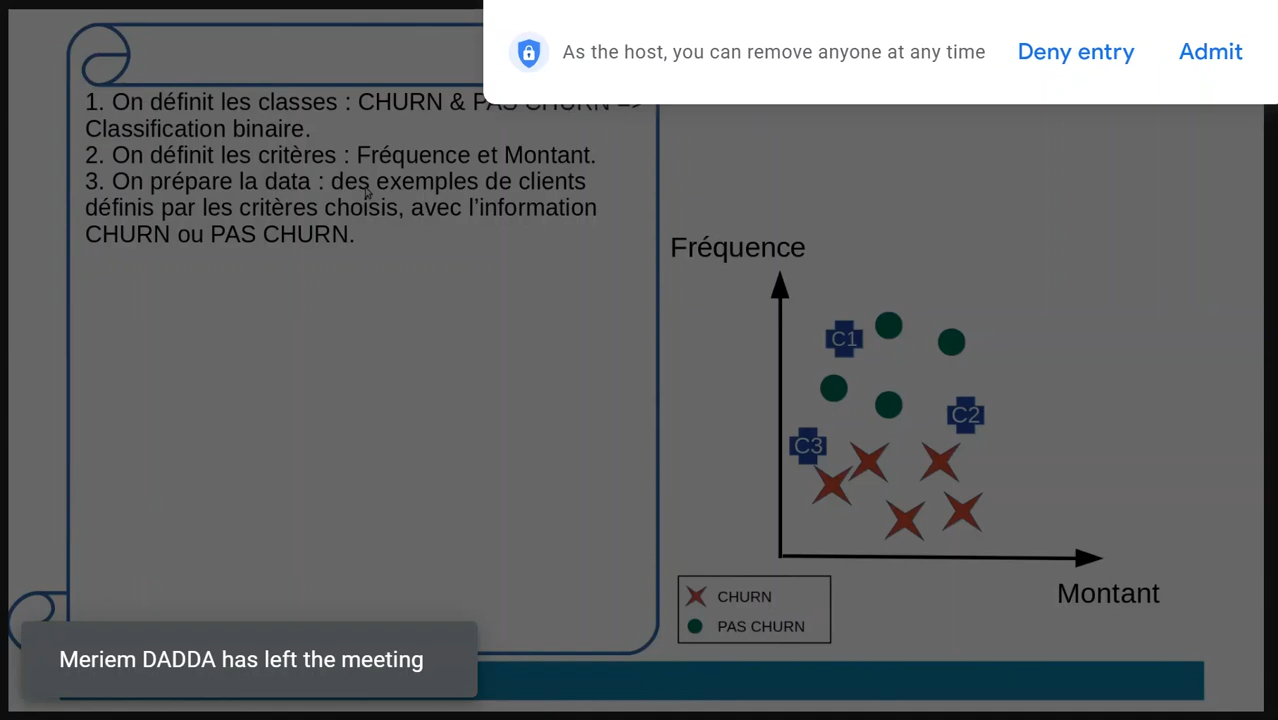 As the host, you can remove anyone at any time
Deny entry
Admit
1. On définit les classes : CHURN & PAS CHURN =>
Classification binaire.
2. On définit les critères : Fréquence et Montant.
3. On prépare la data : des exemples de clients
définis par les critères choisis, avec l’information
CHURN ou PAS CHURN.
Fréquence
C1
C2
C3
Montant
CHURN
PAS CHURN
Meriem DADDA has left the meeting